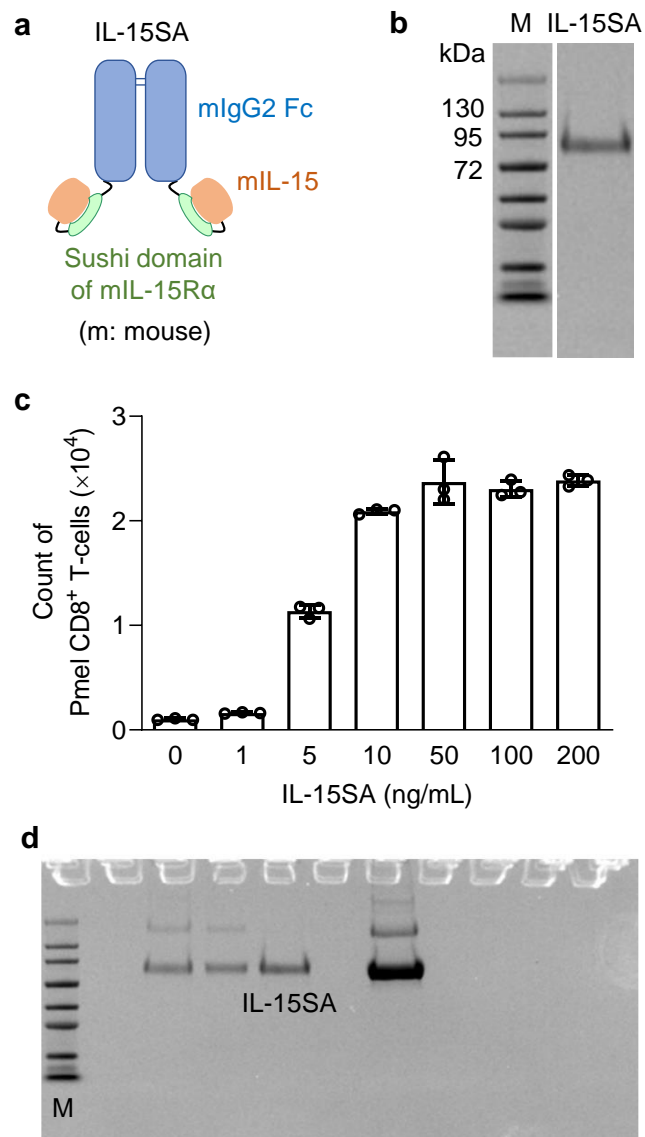 a
IL-15SA
mIgG2 Fc
mIL-15
Sushi domain
of mIL-15Rα
(m: mouse)
b
M IL-15SA
kDa
130
95
72
c
Count of
Pmel CD8⁺ T-cells (×10⁴)
3
2
1
0
0 1 5 10 50 100 200
IL-15SA (ng/mL)
d
IL-15SA
M